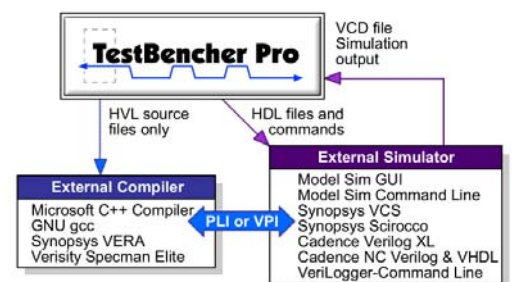 TestBencher Pro
VCD file
Simulation
output
HVL source
files only
HDL files and
commands
External Compiler
Microsoft C++ Compiler
GNU gcc
Synopsys VERA
Verisity Specman Elite
PLI or VPI
External Simulator
Model Sim GUI
Model Sim Command Line
Synopsys VCS
Synopsys Scirocco
Cadence Verilog XL
Cadence NC Verilog & VHDL
VeriLogger-Command Line